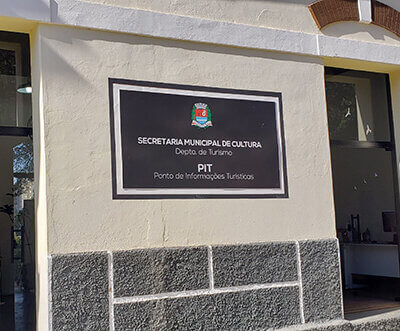 SECRETARIA MUNICIPAL DE CULTURA
Depto. de Turismo
PIT
Ponto de Informações Turísticas